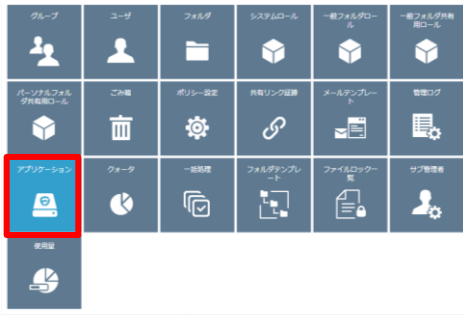 グループ
ユーザ
フォルダ
システムロール
一般フォルダロー
ル
一般フォルダ共有
用ロール
パーソナルフォル
ダ共有用ロール
ごみ箱
ポリシー設定
共有リンク証跡
メールテンプレー
ト
管理ログ
アプリケーション
クォータ
一括処理
フォルダテンプレ
ート
ファイルロック一
覧
サブ管理者
使用量